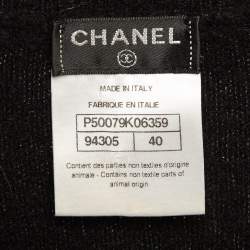 CHANEL
MADE IN ITALY
FABRIQUE EN ITALIE
P50079K06359
94305 40
Contient des parties non textiles d'origine
animale - Contains non textile parts of
animal origin